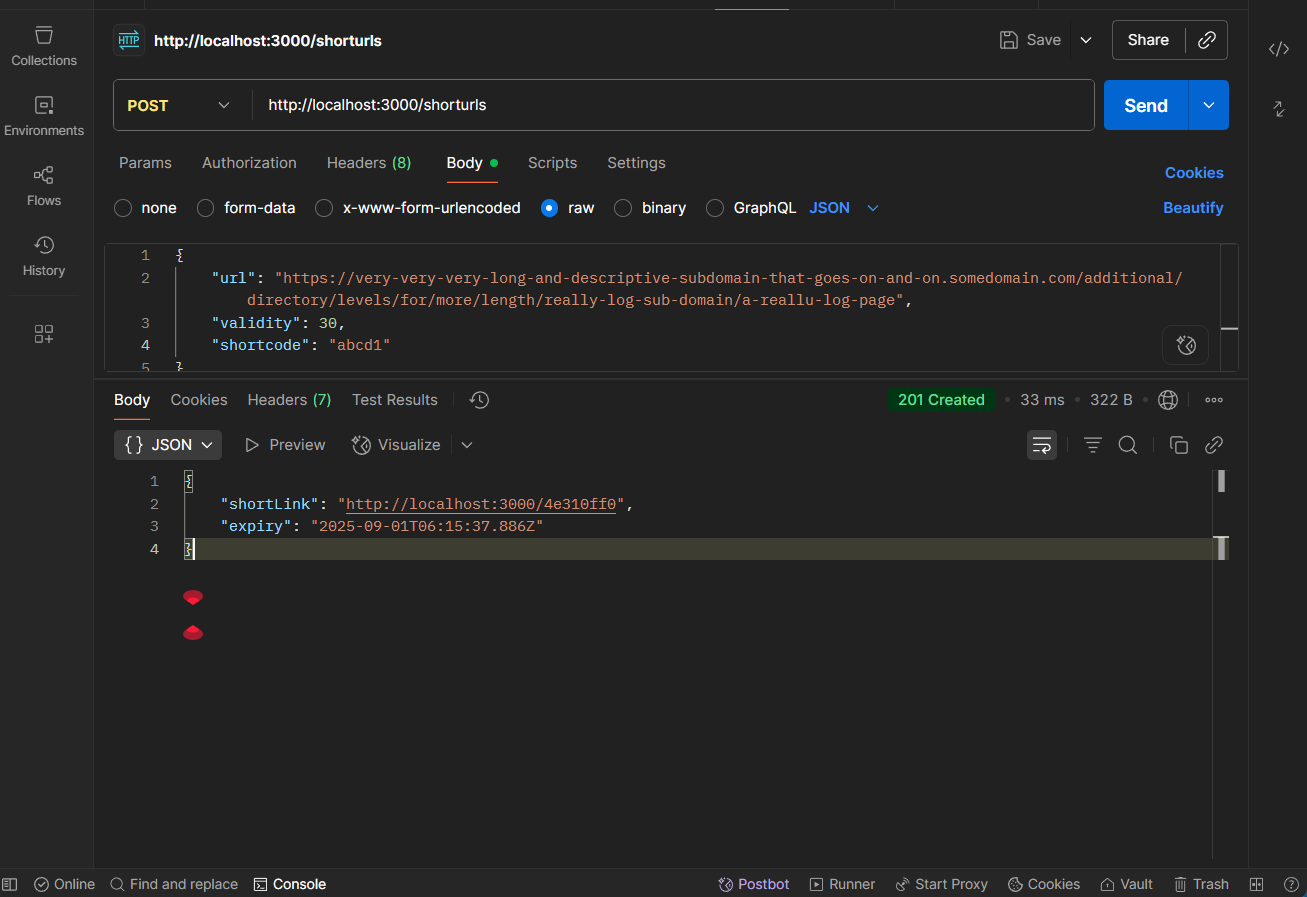 Collections
Environments
Flows
History
HTTP http://localhost:3000/shorturls Save Share
POST http://localhost:3000/shorturls Send
Params Authorization Headers (8) Body Scripts Settings Cookies
none form-data x-www-form-urlencoded raw binary GraphQL JSON Beautify
1 {
2 "url": "https://very-very-very-long-and-descriptive-subdomain-that-goes-on-and-on.somedomain.com/additional/
directory/levels/for/more/length/really-log-sub-domain/a-reallu-log-page",
3 "validity": 30,
4 "shortcode": "abcd1"
5 }
Body Cookies Headers (7) Test Results 201 Created • 33 ms • 322 B •
{} JSON Preview Visualize
1 {
2 "shortLink": "http://localhost:3000/4e310ff0",
3 "expiry": "2025-09-01T06:15:37.886Z"
4 }
Online Find and replace Console Postbot Runner Start Proxy Cookies Vault Trash